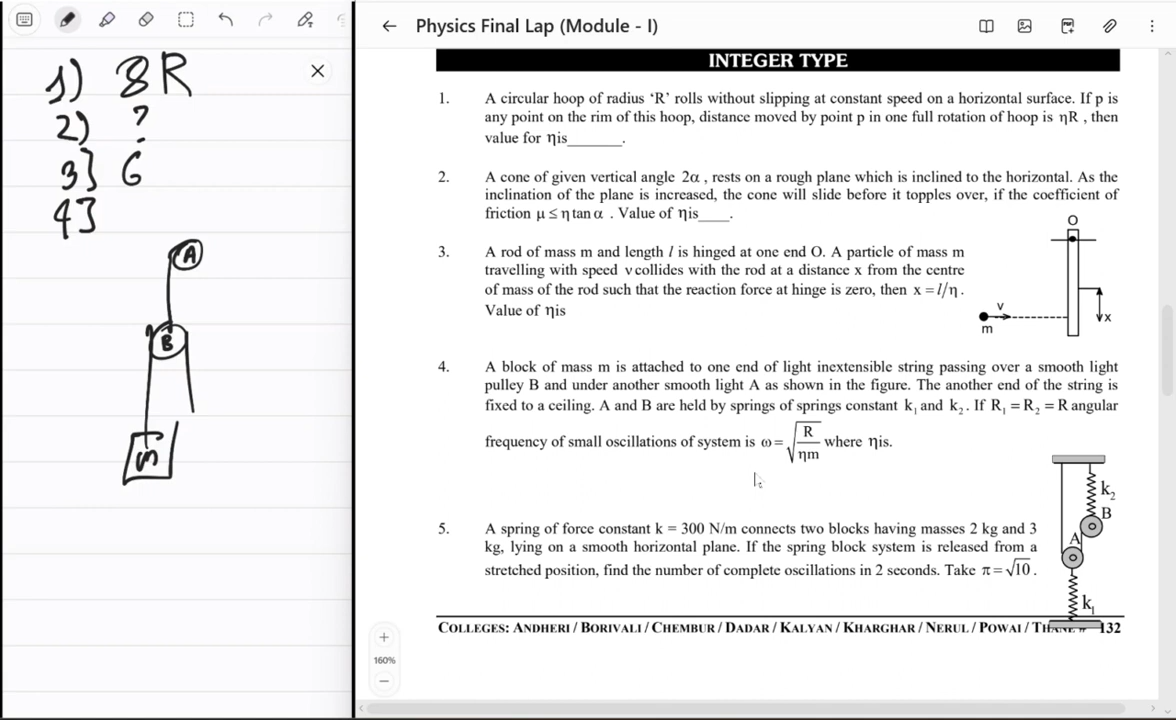 1) 8R
2) ?
3} 6
4}
A
B
m
Physics Final Lap (Module - I)
INTEGER TYPE
1. A circular hoop of radius ‘R’ rolls without slipping at constant speed on a horizontal surface. If p is
any point on the rim of this hoop, distance moved by point p in one full rotation of hoop is ηR , then
value for ηis_______.
2. A cone of given vertical angle 2α , rests on a rough plane which is inclined to the horizontal. As the
inclination of the plane is increased, the cone will slide before it topples over, if the coefficient of
friction μ ≤ η tan α . Value of ηis____.
3. A rod of mass m and length l is hinged at one end O. A particle of mass m
travelling with speed v collides with the rod at a distance x from the centre
of mass of the rod such that the reaction force at hinge is zero, then x = l/η .
Value of ηis
O
v
m
x
4. A block of mass m is attached to one end of light inextensible string passing over a smooth light
pulley B and under another smooth light A as shown in the figure. The another end of the string is
fixed to a ceiling. A and B are held by springs of springs constant k₁ and k₂. If R₁ = R₂ = R angular
frequency of small oscillations of system is ω = √(R/ηm) where ηis.
k₂
B
A
k₁
5. A spring of force constant k = 300 N/m connects two blocks having masses 2 kg and 3
kg, lying on a smooth horizontal plane. If the spring block system is released from a
stretched position, find the number of complete oscillations in 2 seconds. Take π = √10 .
COLLEGES: ANDHERI / BORIVALI / CHEMBUR / DADAR / KALYAN / KHARGHAR / NERUL / POWAI / 132
160%